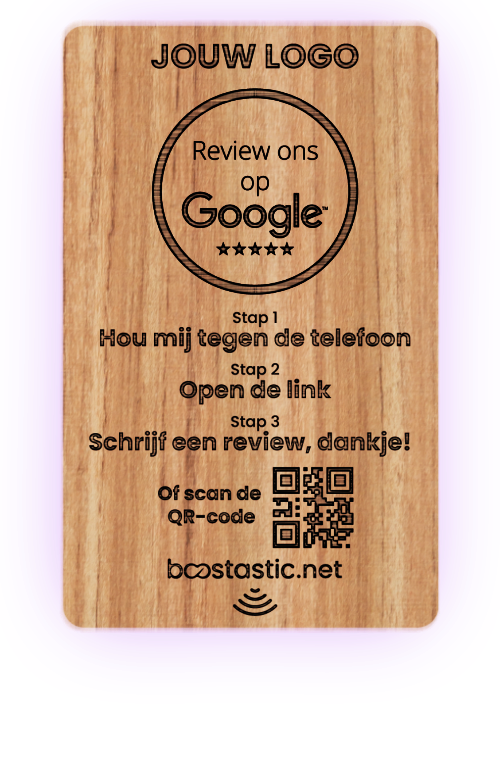 JOUW LOGO
Review ons
op
Google™
Stap 1
Hou mij tegen de telefoon
Stap 2
Open de link
Stap 3
Schrijf een review, dankje!
Of scan de
QR-code
boostastic.net